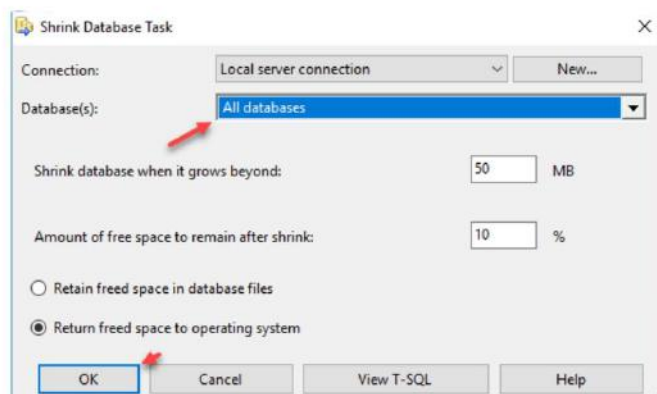 Shrink Database Task
Connection: Local server connection New...
Database(s): All databases
Shrink database when it grows beyond: 50 MB
Amount of free space to remain after shrink: 10 %
Retain freed space in database files
Return freed space to operating system
OK Cancel View T-SQL Help